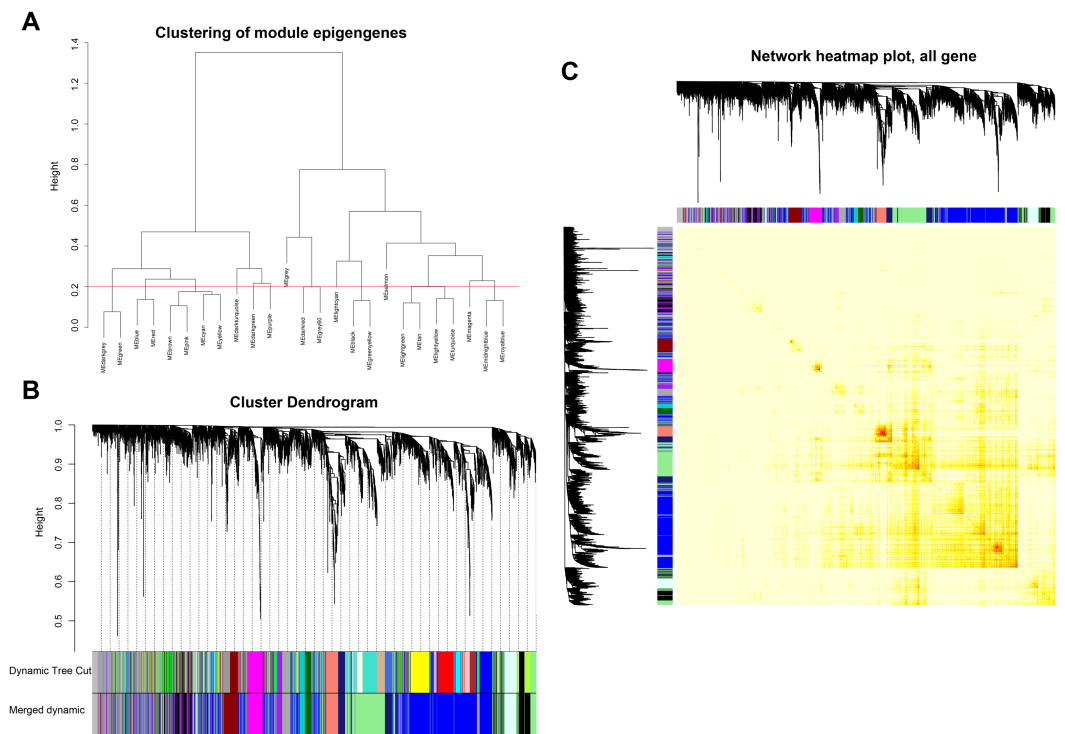 A
Clustering of module epigengenes
Height
1.4
1.2
1.0
0.8
0.6
0.4
0.2
0.0
MEdarkgrey
MEgreen
MEblue
MEred
MEbrown
MEpink
MEcyan
MEyellow
MEdarkturquoise
MEdarkgreen
MEpurple
MEgrey
MEdarkred
MEgrey60
MElightcyan
MEblack
MEgreenyellow
MEsalmon
MElightgreen
MEtan
MElightyellow
MEturquoise
MEmagenta
MEmidnightblue
MEroyalblue
B
Cluster Dendrogram
Height
1.0
0.9
0.8
0.7
0.6
0.5
Dynamic Tree Cut
Merged dynamic
C
Network heatmap plot, all gene